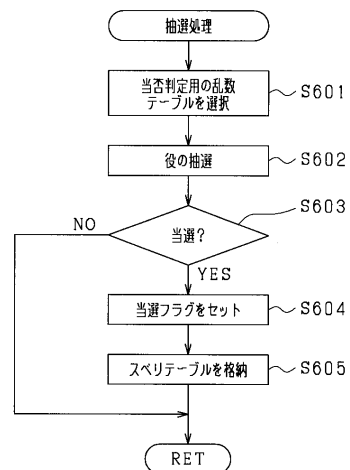 抽選処理
当否判定用の乱数
テーブルを選択
S601
役の抽選
S602
S603
当選?
NO
YES
当選フラグをセット
S604
スベリテーブルを格納
S605
RET